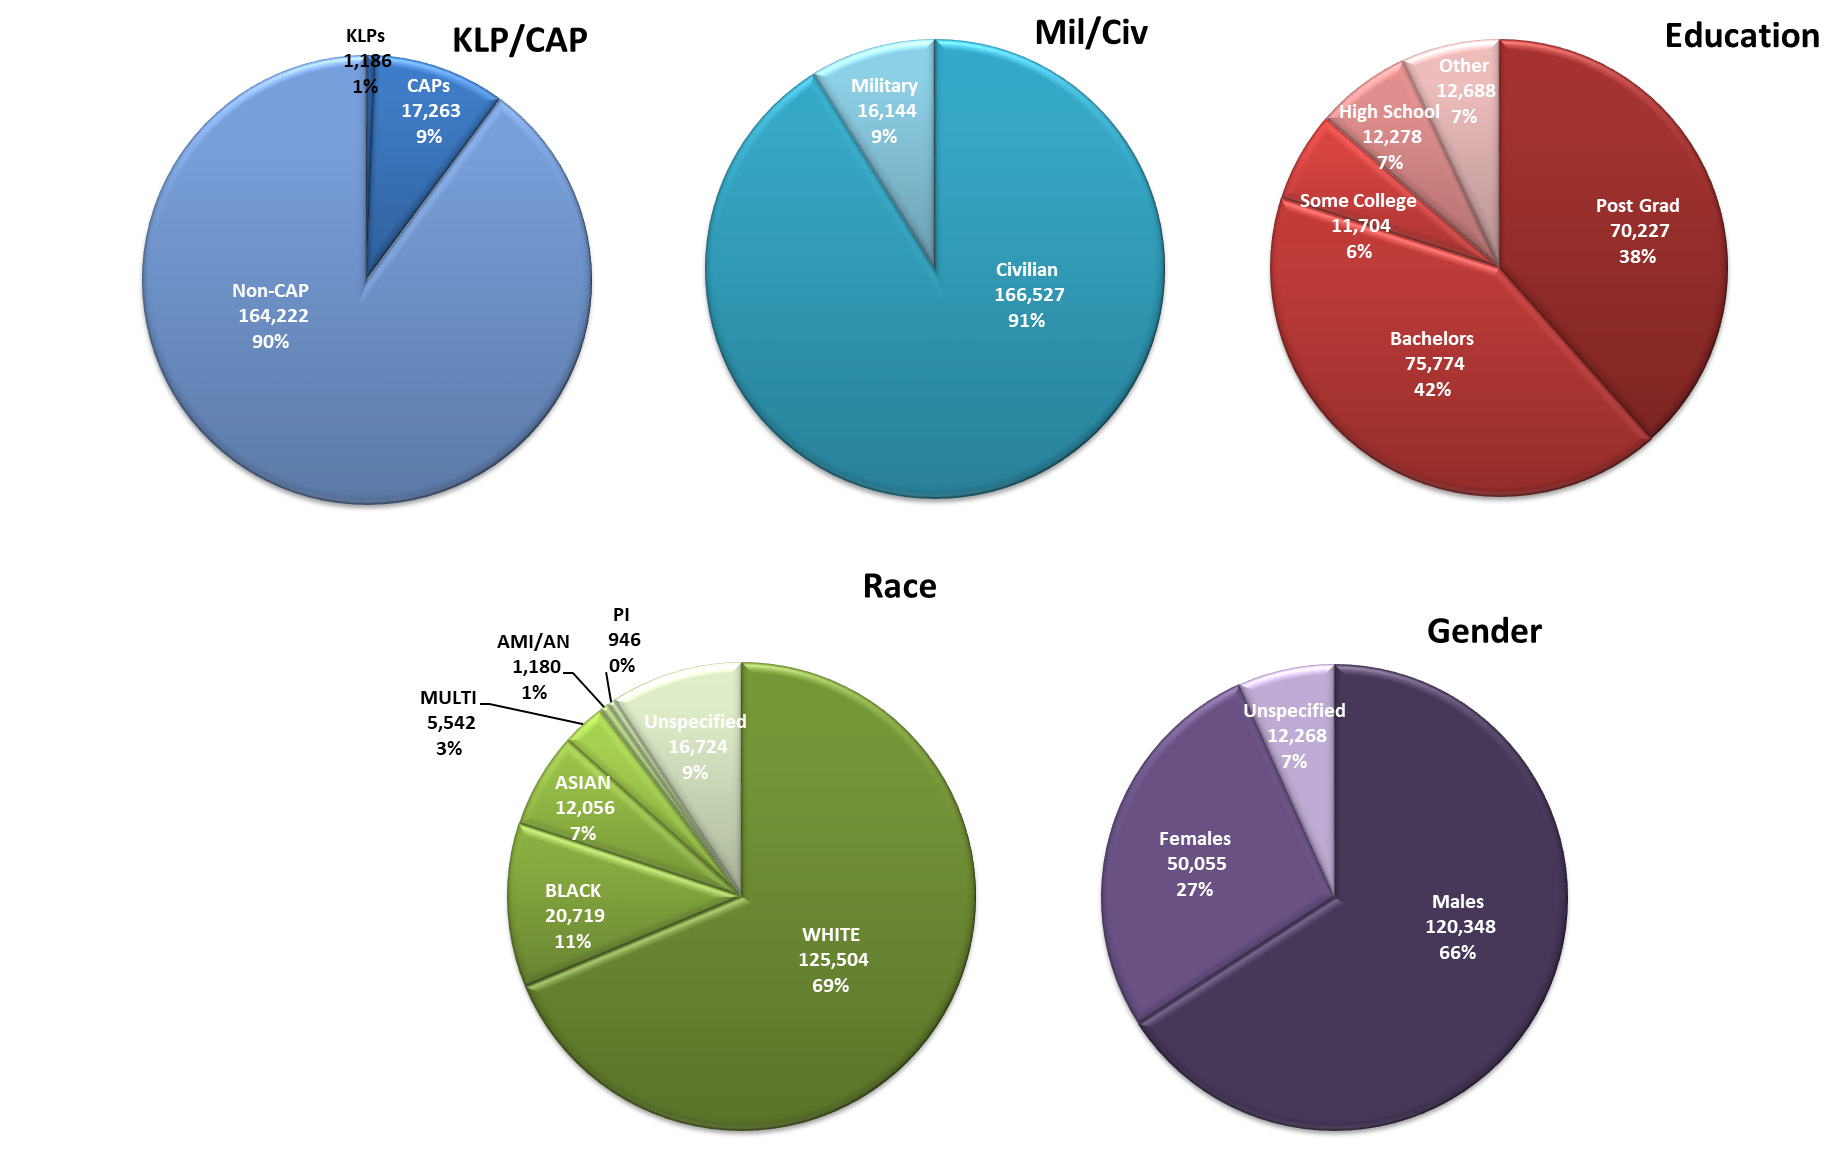 KLP/CAP
KLPs
1,186
1%
CAPs
17,263
9%
Non-CAP
164,222
90%
Mil/Civ
Military
16,144
9%
Civilian
166,527
91%
Education
Other
12,688
7%
High School
12,278
7%
Some College
11,704
6%
Post Grad
70,227
38%
Bachelors
75,774
42%
Race
PI
946
0%
AMI/AN
1,180
1%
MULTI
5,542
3%
Unspecified
16,724
9%
ASIAN
12,056
7%
BLACK
20,719
11%
WHITE
125,504
69%
Gender
Unspecified
12,268
7%
Females
50,055
27%
Males
120,348
66%